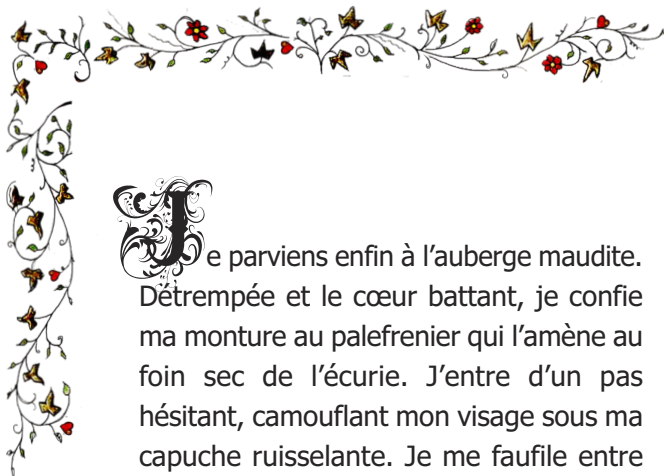 Je parviens enfin à l’auberge maudite.
Détrempée et le cœur battant, je confie
ma monture au palefrenier qui l’amène au
foin sec de l’écurie. J’entre d’un pas
hésitant, camouflant mon visage sous ma
capuche ruisselante. Je me faufile entre